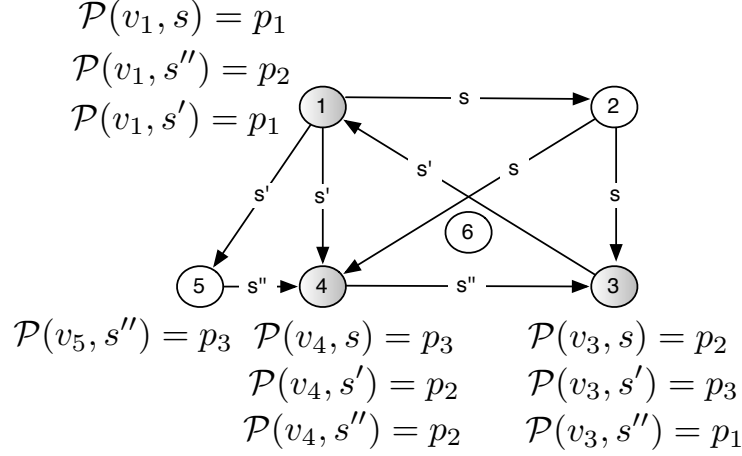 P(v₁, s) = p₁
P(v₁, s'') = p₂
P(v₁, s') = p₁
1
s
2
s'
s'
s'
s
s
6
5
s''
4
s''
3
P(v₅, s'') = p₃
P(v₄, s) = p₃
P(v₃, s) = p₂
P(v₄, s') = p₂
P(v₃, s') = p₃
P(v₄, s'') = p₂
P(v₃, s'') = p₁